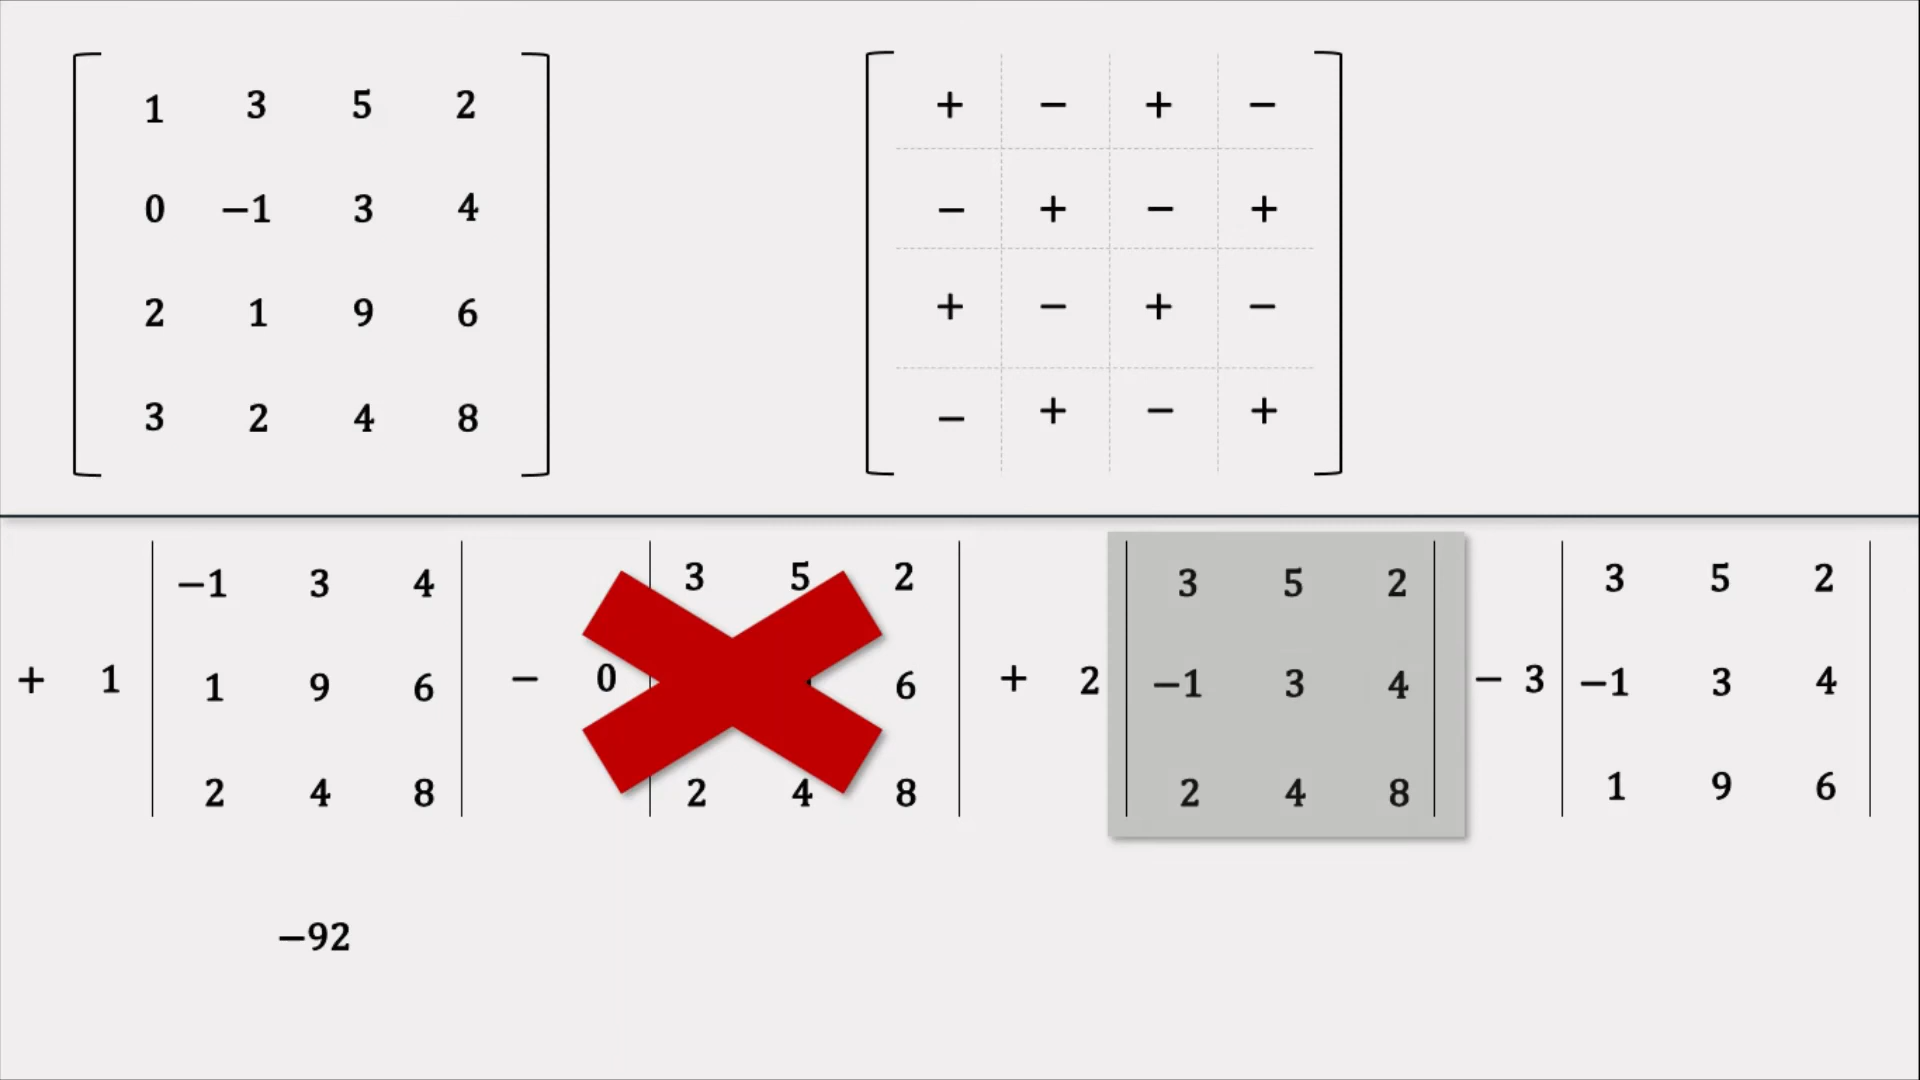 1 3 5 2
0 −1 3 4
2 1 9 6
3 2 4 8
+ − + −
− + − +
+ − + −
− + − +
−1 3 4
+ 1 1 9 6
2 4 8
3 5 2
− 0 6
2 4 8
3 5 2
+ 2 −1 3 4
2 4 8
3 5 2
− 3 −1 3 4
1 9 6
−92